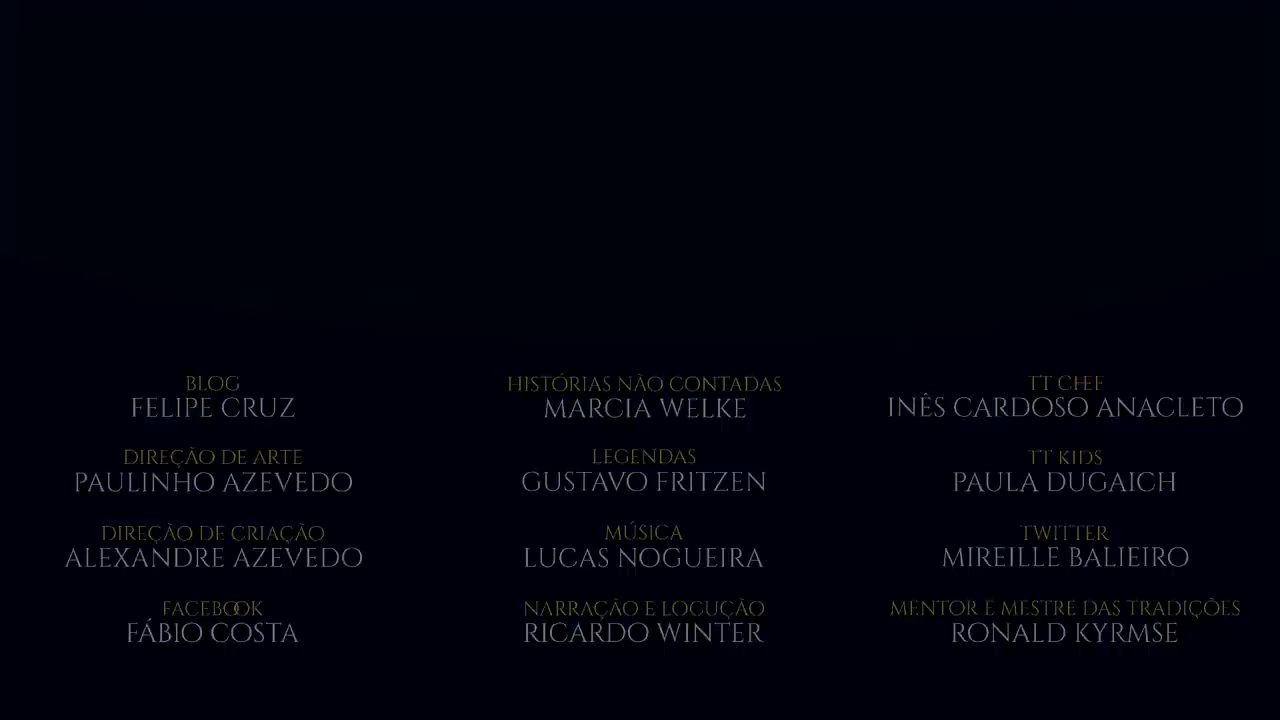 BLOG
FELIPE CRUZ
DIREÇÃO DE ARTE
PAULINHO AZEVEDO
DIREÇÃO DE CRIAÇÃO
ALEXANDRE AZEVEDO
FACEBOOK
FÁBIO COSTA
HISTÓRIAS NÃO CONTADAS
MARCIA WELKE
LEGENDAS
GUSTAVO FRITZEN
MÚSICA
LUCAS NOGUEIRA
NARRAÇÃO E LOCUÇÃO
RICARDO WINTER
TT CHEF
INÊS CARDOSO ANACLETO
TT KIDS
PAULA DUGAICH
TWITTER
MIREILLE BALIEIRO
MENTOR E MESTRE DAS TRADIÇÕES
RONALD KYRMSE